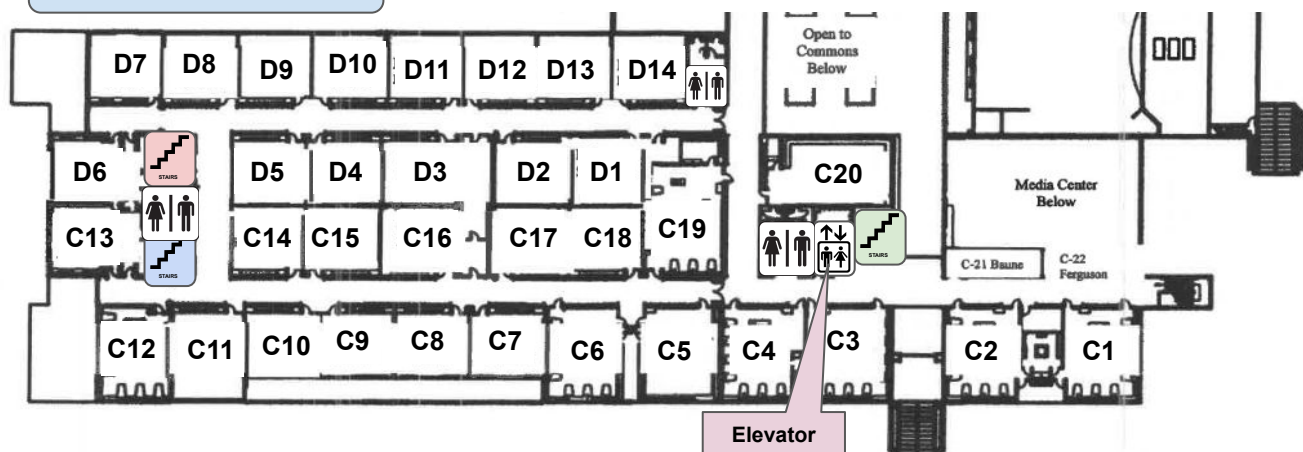 Open to
Commons
Below
D7 D8 D9 D10 D11 D12 D13 D14
D6
STAIRS
D5 D4 D3 D2 D1
C20
Media Center
Below
C13
STAIRS
C14 C15 C16 C17 C18 C19
STAIRS
C-21 Baune
C-22
Ferguson
C12 C11 C10 C9 C8 C7 C6 C5 C4 C3 C2 C1
Elevator